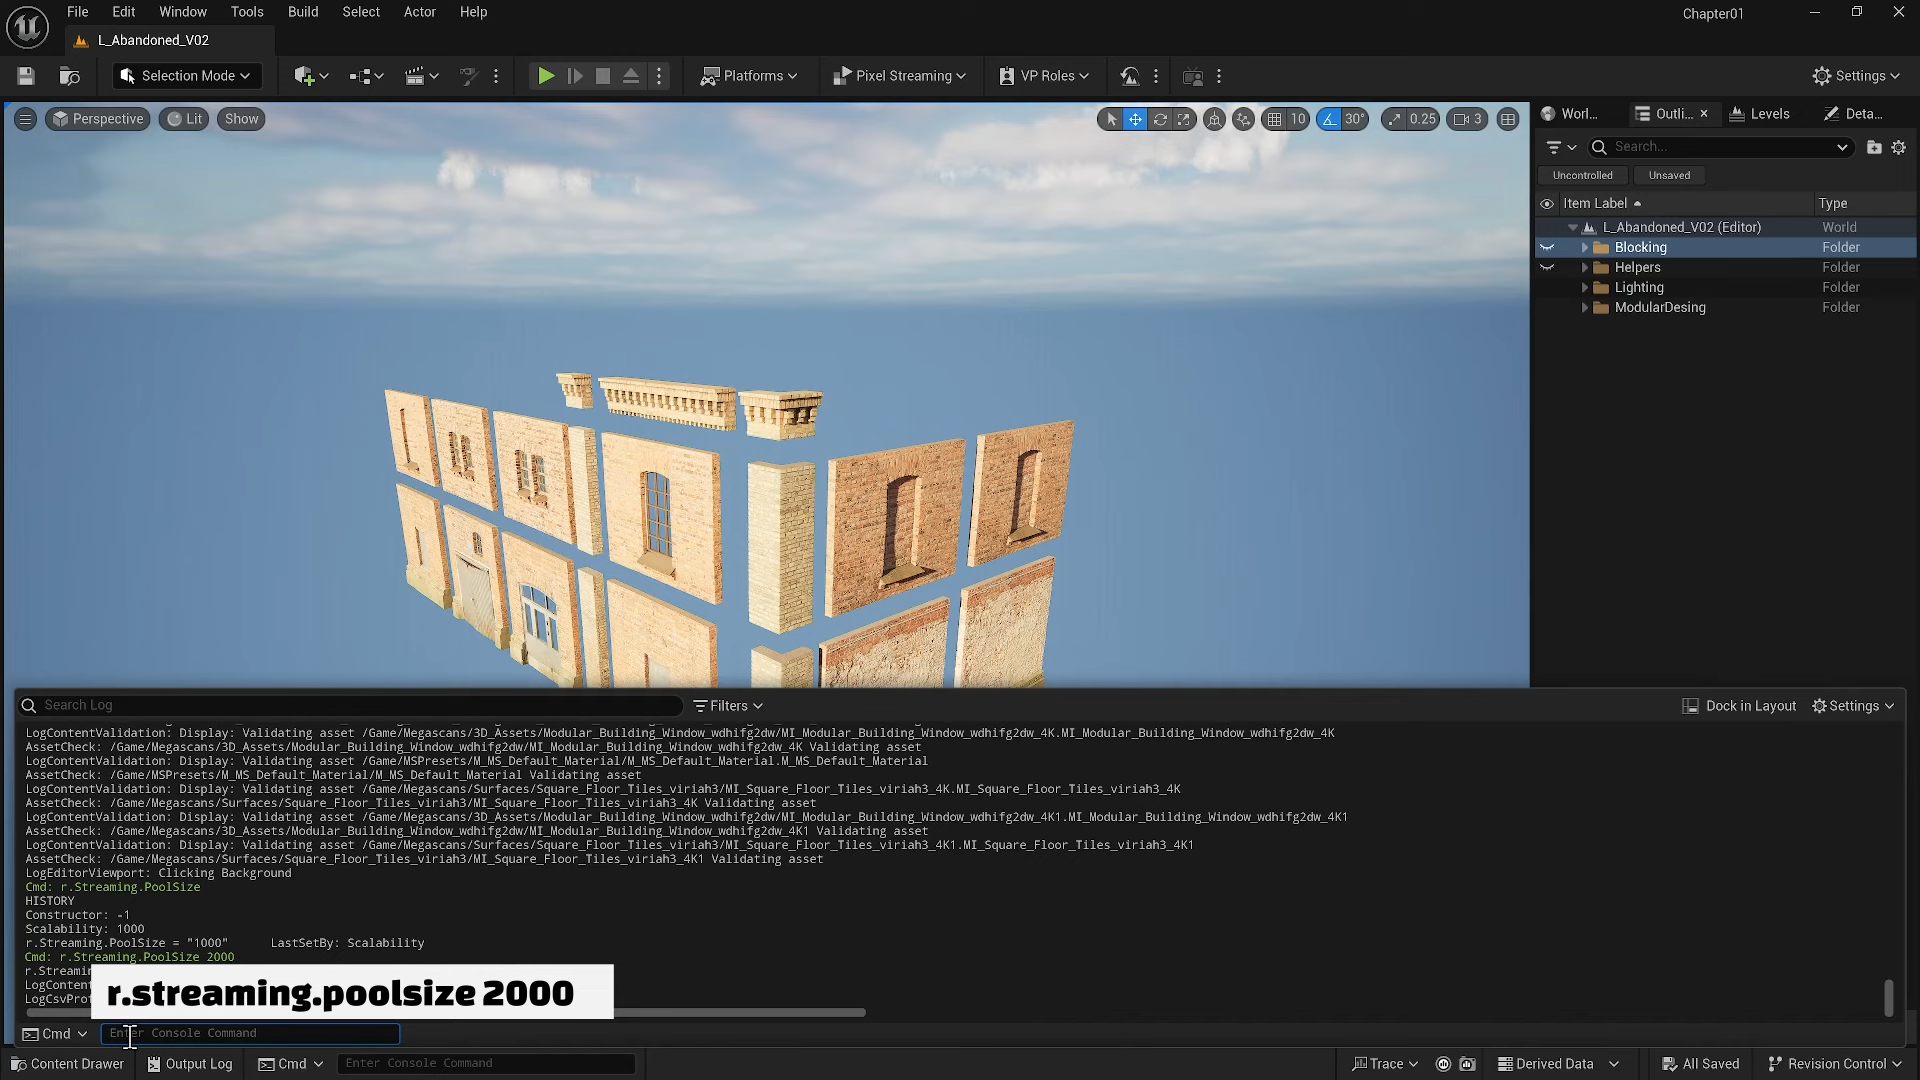 File Edit Window Tools Build Select Actor Help
Chapter01
L_Abandoned_V02
Selection Mode
Platforms
Pixel Streaming
VP Roles
Settings
Perspective
Lit
Show
10
30°
0.25
3
Worl...
Outli...
Levels
Deta...
Search...
Uncontrolled
Unsaved
Item Label
Type
L_Abandoned_V02 (Editor) World
Blocking Folder
Helpers Folder
Lighting Folder
ModularDesing Folder
Search Log
Filters
Dock in Layout
Settings
LogContentValidation: Display: Validating asset /Game/Megascans/3D_Assets/Modular_Building_Window_wdhifg2dw/MI_Modular_Building_Window_wdhifg2dw_4K.MI_Modular_Building_Window_wdhifg2dw_4K
AssetCheck: /Game/Megascans/3D_Assets/Modular_Building_Window_wdhifg2dw/MI_Modular_Building_Window_wdhifg2dw_4K Validating asset
LogContentValidation: Display: Validating asset /Game/MSPresets/M_MS_Default_Material/M_MS_Default_Material.M_MS_Default_Material
AssetCheck: /Game/MSPresets/M_MS_Default_Material/M_MS_Default_Material Validating asset
LogContentValidation: Display: Validating asset /Game/Megascans/Surfaces/Square_Floor_Tiles_viriah3/MI_Square_Floor_Tiles_viriah3_4K.MI_Square_Floor_Tiles_viriah3_4K
AssetCheck: /Game/Megascans/Surfaces/Square_Floor_Tiles_viriah3/MI_Square_Floor_Tiles_viriah3_4K Validating asset
LogContentValidation: Display: Validating asset /Game/Megascans/3D_Assets/Modular_Building_Window_wdhifg2dw/MI_Modular_Building_Window_wdhifg2dw_4K1.MI_Modular_Building_Window_wdhifg2dw_4K1
AssetCheck: /Game/Megascans/3D_Assets/Modular_Building_Window_wdhifg2dw/MI_Modular_Building_Window_wdhifg2dw_4K1 Validating asset
LogContentValidation: Display: Validating asset /Game/Megascans/Surfaces/Square_Floor_Tiles_viriah3/MI_Square_Floor_Tiles_viriah3_4K1.MI_Square_Floor_Tiles_viriah3_4K1
AssetCheck: /Game/Megascans/Surfaces/Square_Floor_Tiles_viriah3/MI_Square_Floor_Tiles_viriah3_4K1 Validating asset
LogEditorViewport: Clicking Background
Cmd: r.Streaming.PoolSize
HISTORY
Constructor: -1
Scalability: 1000
r.Streaming.PoolSize = "1000" LastSetBy: Scalability
Cmd: r.Streaming.PoolSize 2000
r.Streami
LogConten
LogCsvPro
r.streaming.poolsize 2000
Cmd
Enter Console Command
Content Drawer
Output Log
Cmd
Enter Console Command
Trace
Derived Data
All Saved
Revision Control